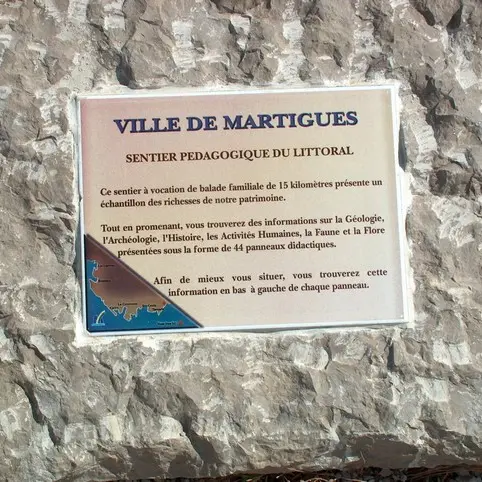 VILLE DE MARTIGUES
SENTIER PEDAGOGIQUE DU LITTORAL
Ce sentier à vocation de balade familiale de 15 kilomètres présente un
échantillon des richesses de notre patrimoine.
Tout en promenant, vous trouverez des informations sur la Géologie,
l'Archéologie, l'Histoire, les Activités Humaines, la Faune et la Flore
présentées sous la forme de 44 panneaux didactiques.
Afin de mieux vous situer, vous trouverez cette
information en bas à gauche de chaque panneau.